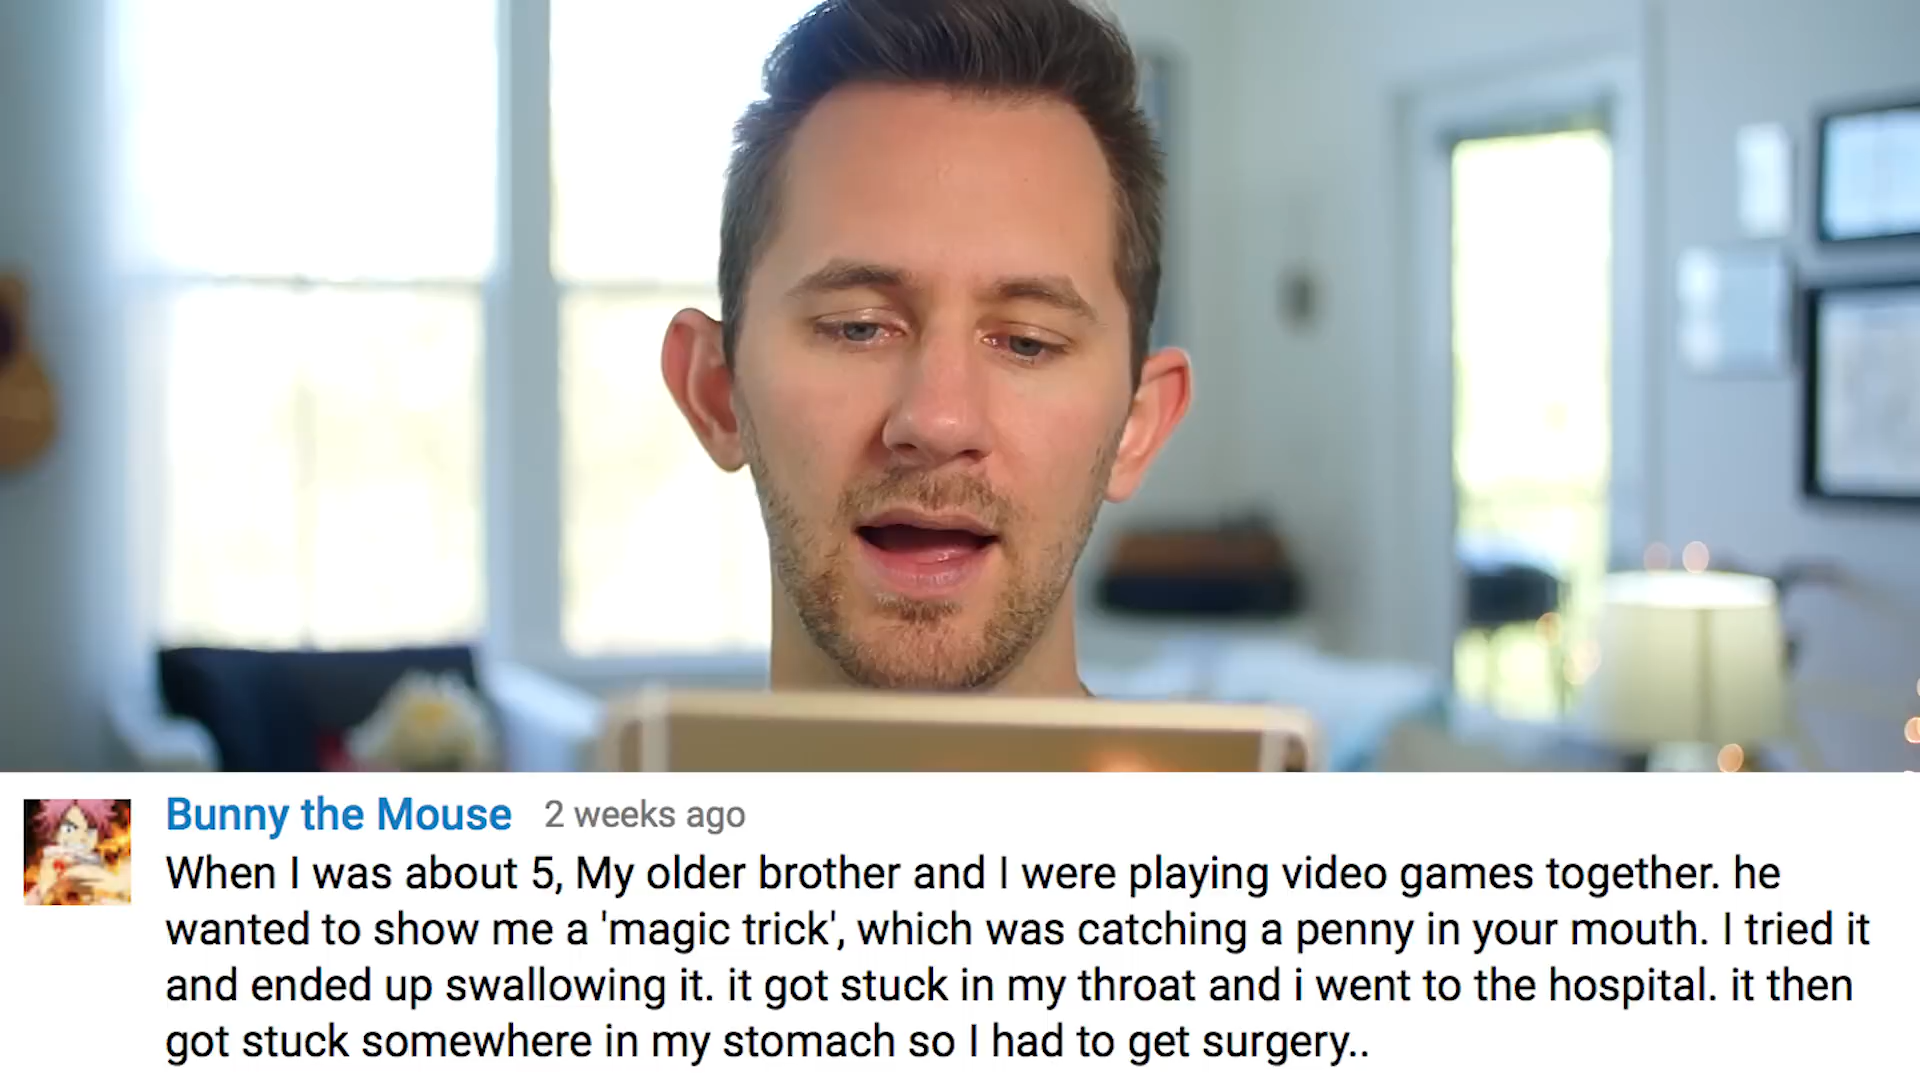 Bunny the Mouse 2 weeks ago
When I was about 5, My older brother and I were playing video games together. he
wanted to show me a 'magic trick', which was catching a penny in your mouth. I tried it
and ended up swallowing it. it got stuck in my throat and i went to the hospital. it then
got stuck somewhere in my stomach so I had to get surgery..